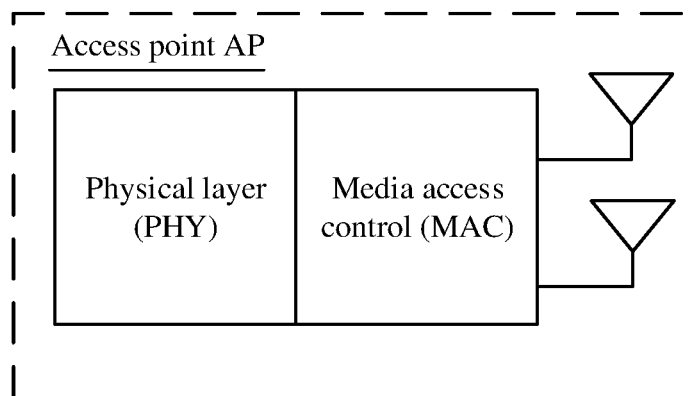 Access point AP
Physical layer
(PHY)
Media access
control (MAC)